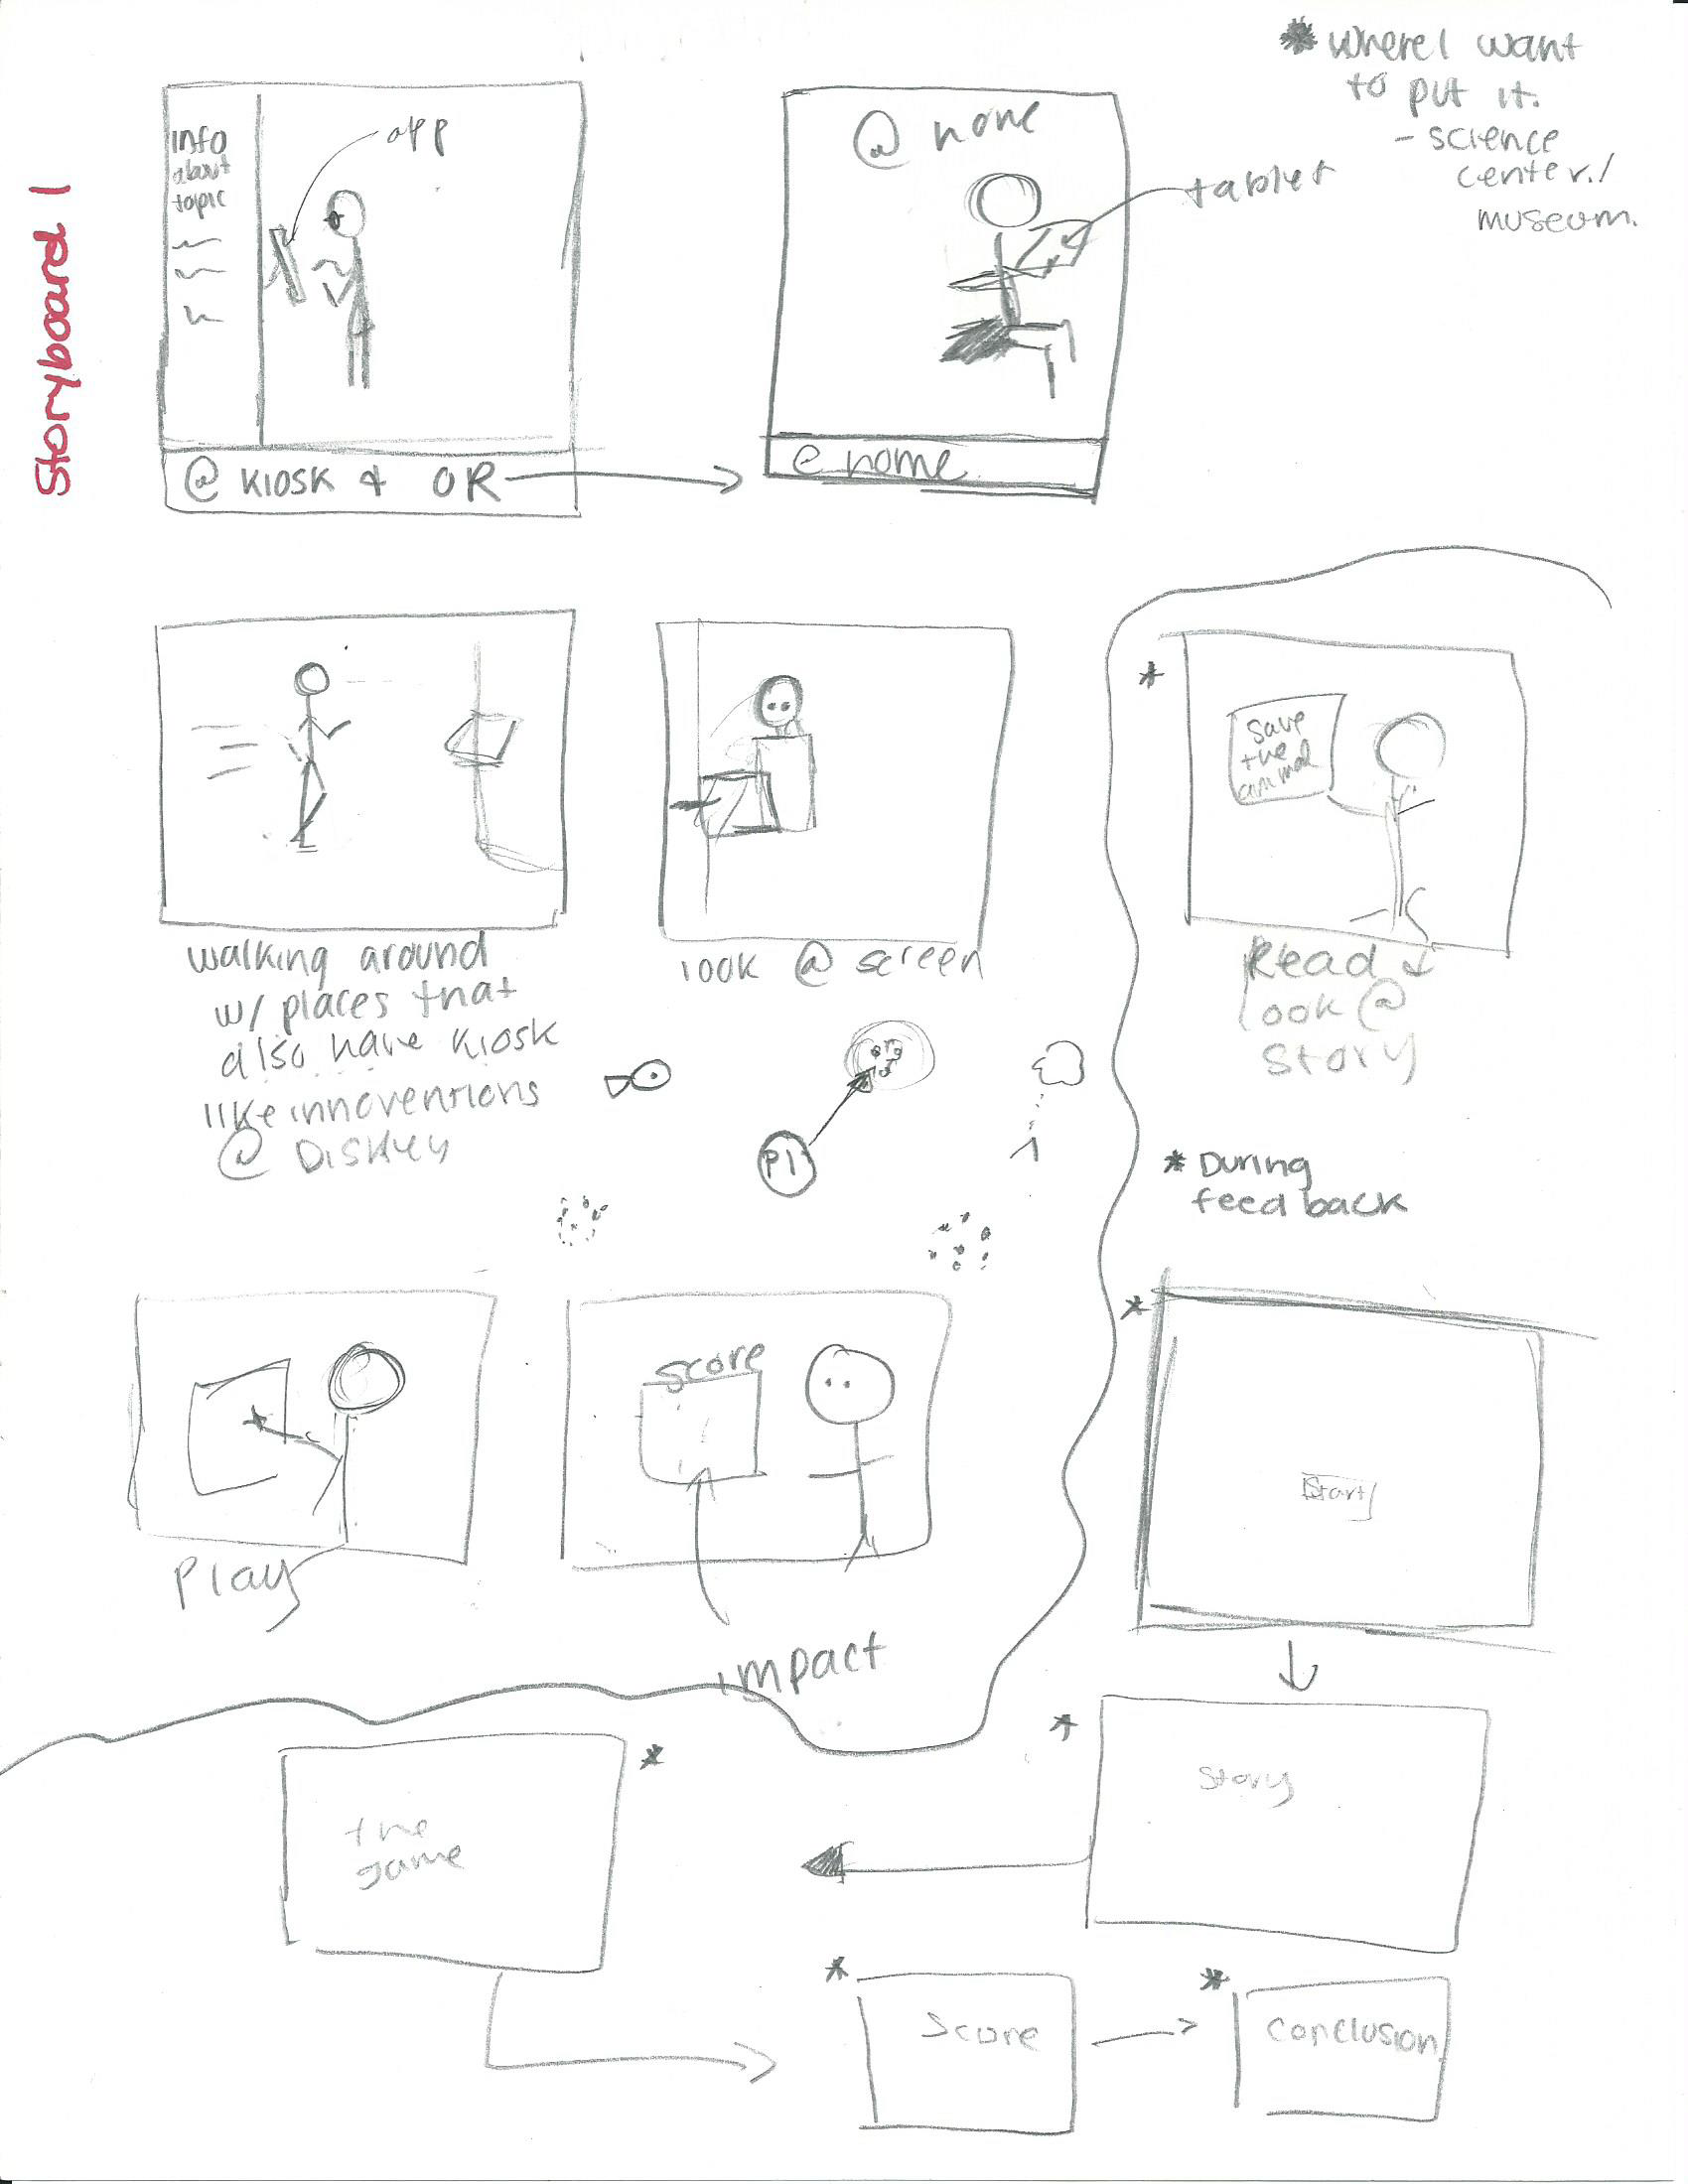 Storyboard 1
* where I want
to put it.
- science
center./
museum.
info
about
topic
app
@ kiosk & OR
@ home
tablet
@ home
walking around
w/ places that
also have kiosk
like innoventions
@ Disney
look @ screen
* save
the
animal
Read &
look @
story
P1
* During
feedback
Play
score
impact
*
Start
*
story
the
game
*
*
score
*
conclusion